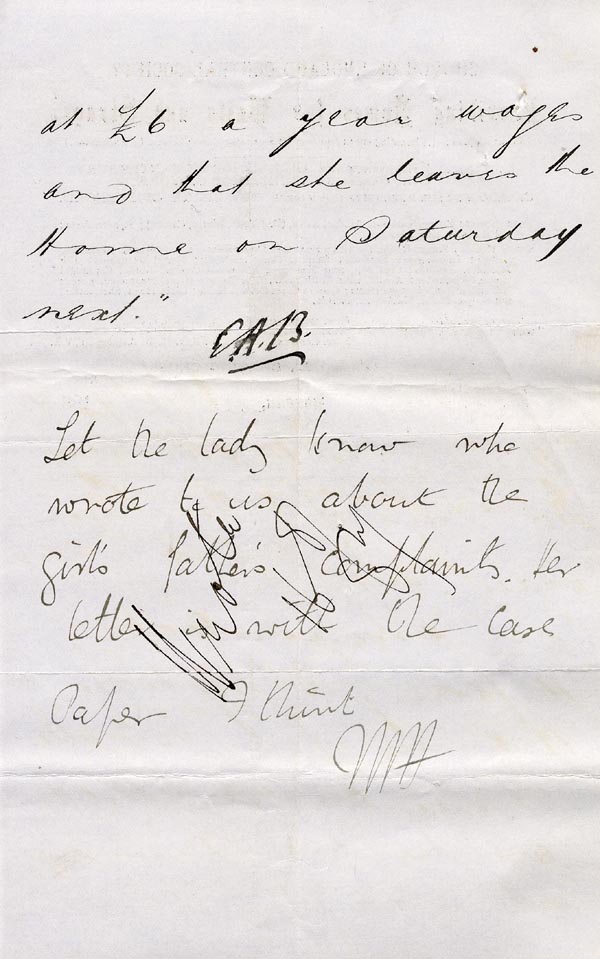 at £6 a year wages
and that she leaves the
Home on Saturday
next."
E.A.B.
Let the lady know who
wrote to us about the
girl's father's complaints. Her
letter is with the case
Paper I think
Wrote